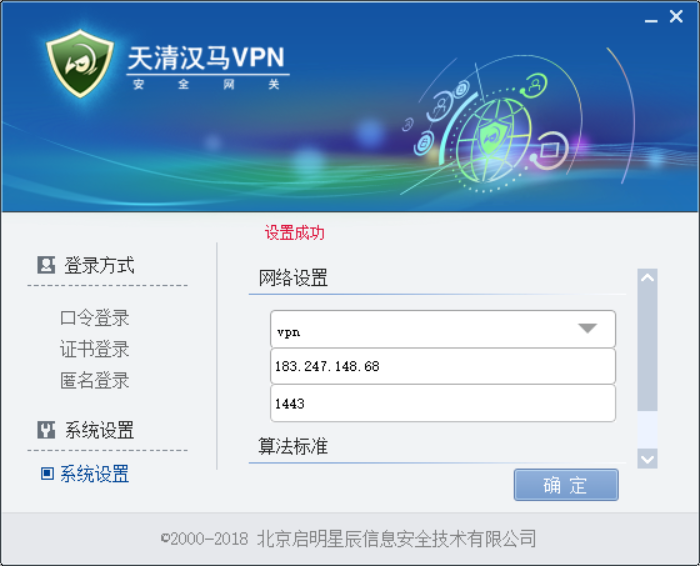 天清汉马VPN
安全网关
设置成功
登录方式
口令登录
证书登录
匿名登录
系统设置
系统设置
网络设置
vpn
183.247.148.68
1443
算法标准
确 定
©2000-2018 北京启明星辰信息安全技术有限公司